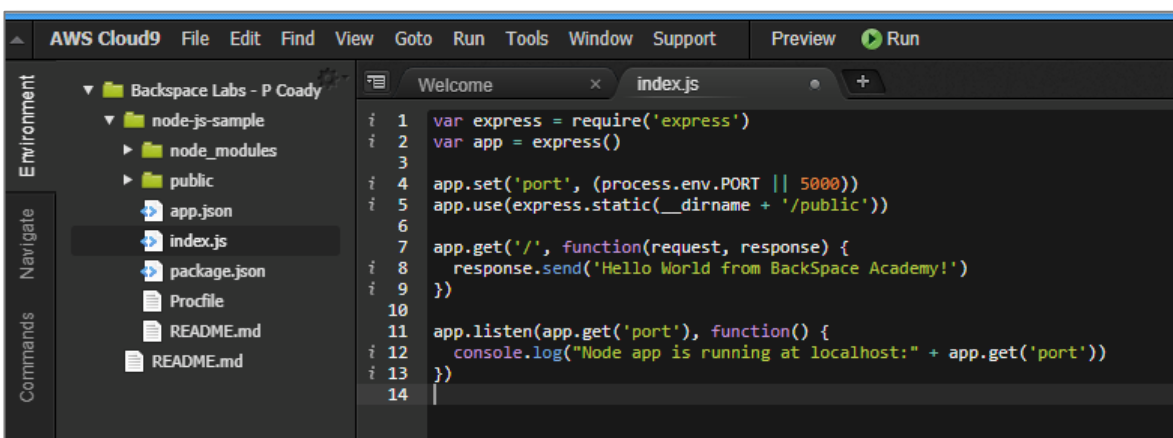 AWS Cloud9 File Edit Find View Goto Run Tools Window Support Preview Run
Environment
Navigate
Commands
Backspace Labs - P Coady
node-js-sample
node_modules
public
app.json
index.js
package.json
Procfile
README.md
README.md
Welcome × index.js +
i 1 var express = require('express')
i 2 var app = express()
3
i 4 app.set('port', (process.env.PORT || 5000))
i 5 app.use(express.static(__dirname + '/public'))
6
7 app.get('/', function(request, response) {
i 8 response.send('Hello World from BackSpace Academy!')
i 9 })
10
11 app.listen(app.get('port'), function() {
i 12 console.log("Node app is running at localhost:" + app.get('port'))
i 13 })
14